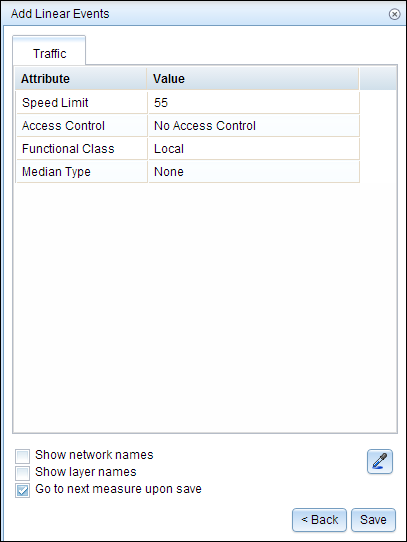 Add Linear Events
Traffic
Attribute Value
Speed Limit 55
Access Control No Access Control
Functional Class Local
Median Type None
Show network names
Show layer names
Go to next measure upon save
< Back Save